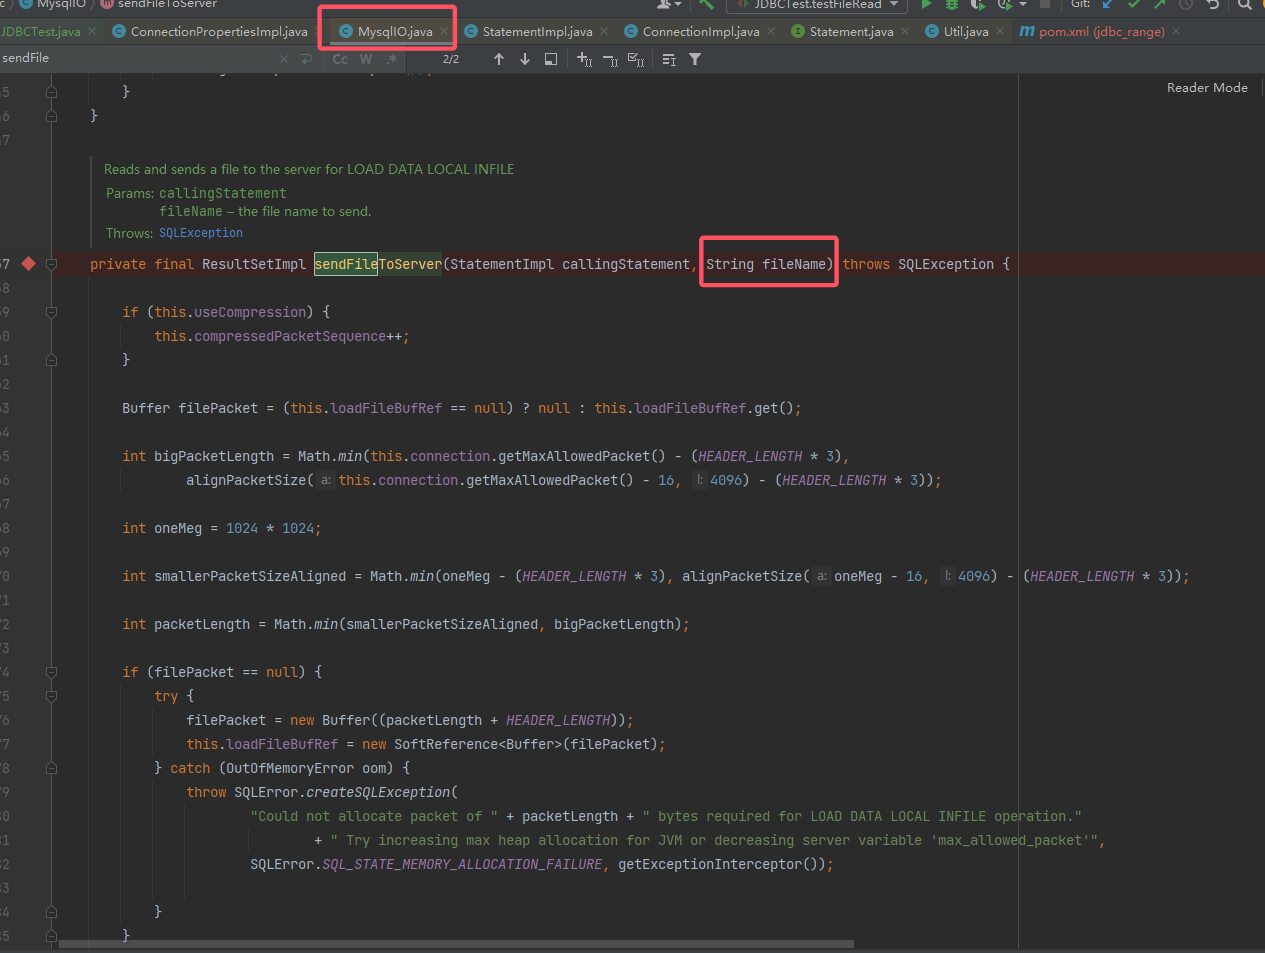 MysqlIO sendFileToServer JDBCTest.testFileRead Git:
JDBCTest.java ConnectionPropertiesImpl.java MysqlIO.java StatementImpl.java ConnectionImpl.java Statement.java Util.java pom.xml (jdbc_range)
sendFile Cc W .* 2/2
Reader Mode
}
}
Reads and sends a file to the server for LOAD DATA LOCAL INFILE
Params: callingStatement
fileName – the file name to send.
Throws: SQLException
private final ResultSetImpl sendFileToServer(StatementImpl callingStatement, String fileName) throws SQLException {
if (this.useCompression) {
this.compressedPacketSequence++;
}
Buffer filePacket = (this.loadFileBufRef == null) ? null : this.loadFileBufRef.get();
int bigPacketLength = Math.min(this.connection.getMaxAllowedPacket() - (HEADER_LENGTH * 3),
alignPacketSize( a: this.connection.getMaxAllowedPacket() - 16, l: 4096) - (HEADER_LENGTH * 3));
int oneMeg = 1024 * 1024;
int smallerPacketSizeAligned = Math.min(oneMeg - (HEADER_LENGTH * 3), alignPacketSize( a: oneMeg - 16, l: 4096) - (HEADER_LENGTH * 3));
int packetLength = Math.min(smallerPacketSizeAligned, bigPacketLength);
if (filePacket == null) {
try {
filePacket = new Buffer((packetLength + HEADER_LENGTH));
this.loadFileBufRef = new SoftReference<Buffer>(filePacket);
} catch (OutOfMemoryError oom) {
throw SQLError.createSQLException(
"Could not allocate packet of " + packetLength + " bytes required for LOAD DATA LOCAL INFILE operation."
+ " Try increasing max heap allocation for JVM or decreasing server variable 'max_allowed_packet'",
SQLError.SQL_STATE_MEMORY_ALLOCATION_FAILURE, getExceptionInterceptor());
}
}